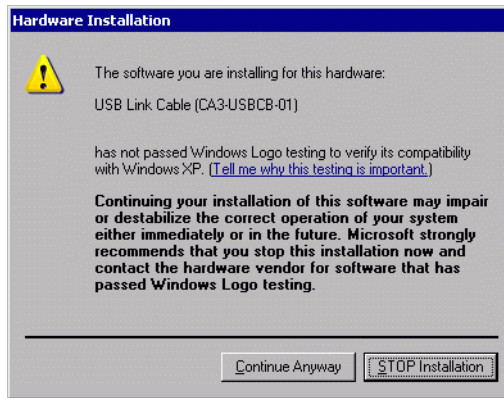 Hardware Installation
The software you are installing for this hardware:
USB Link Cable (CA3-USBCB-01)
has not passed Windows Logo testing to verify its compatibility
with Windows XP. (Tell me why this testing is important.)
Continuing your installation of this software may impair
or destabilize the correct operation of your system
either immediately or in the future. Microsoft strongly
recommends that you stop this installation now and
contact the hardware vendor for software that has
passed Windows Logo testing.
Continue Anyway
STOP Installation